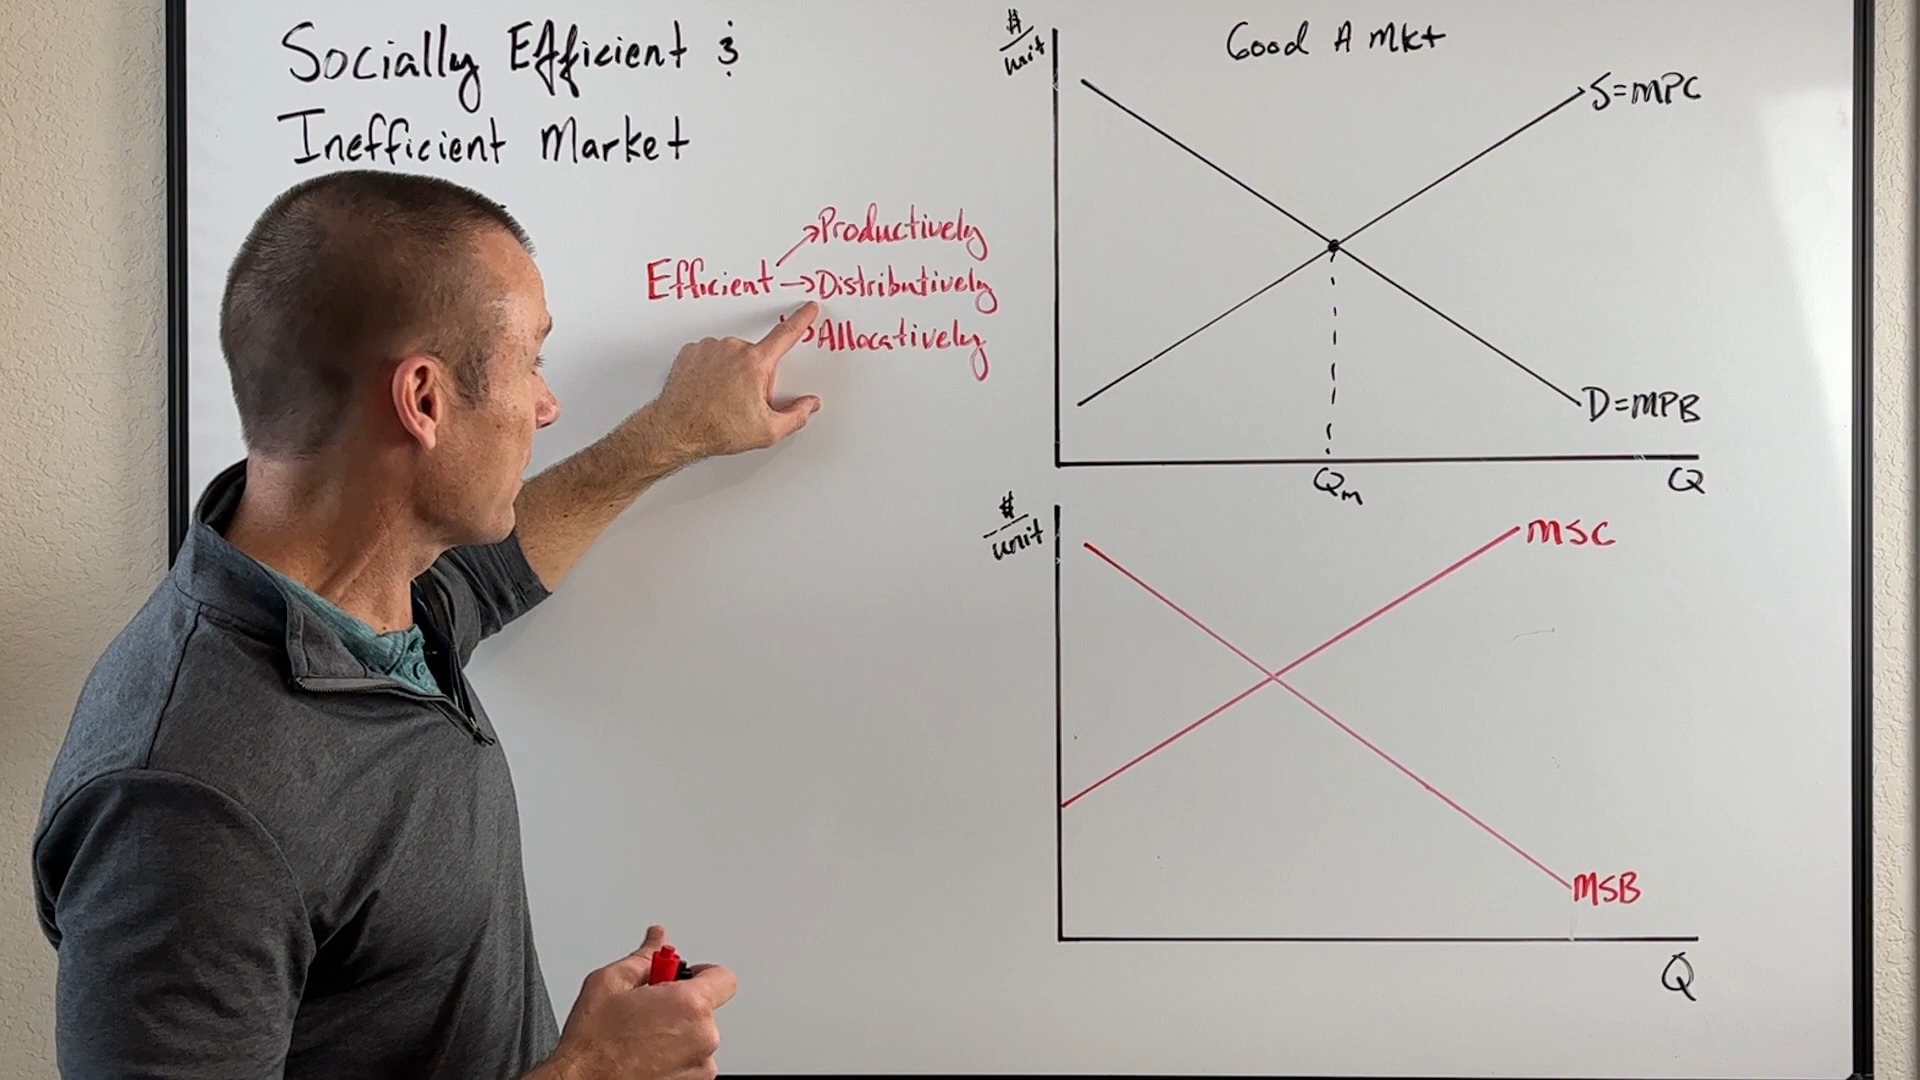 Socially Efficient &
Inefficient Market
Efficient
Productively
Distributively
Allocatively
$/unit
Good A Mkt
S=MPC
D=MPB
Qm
Q
$/unit
MSC
MSB
Q